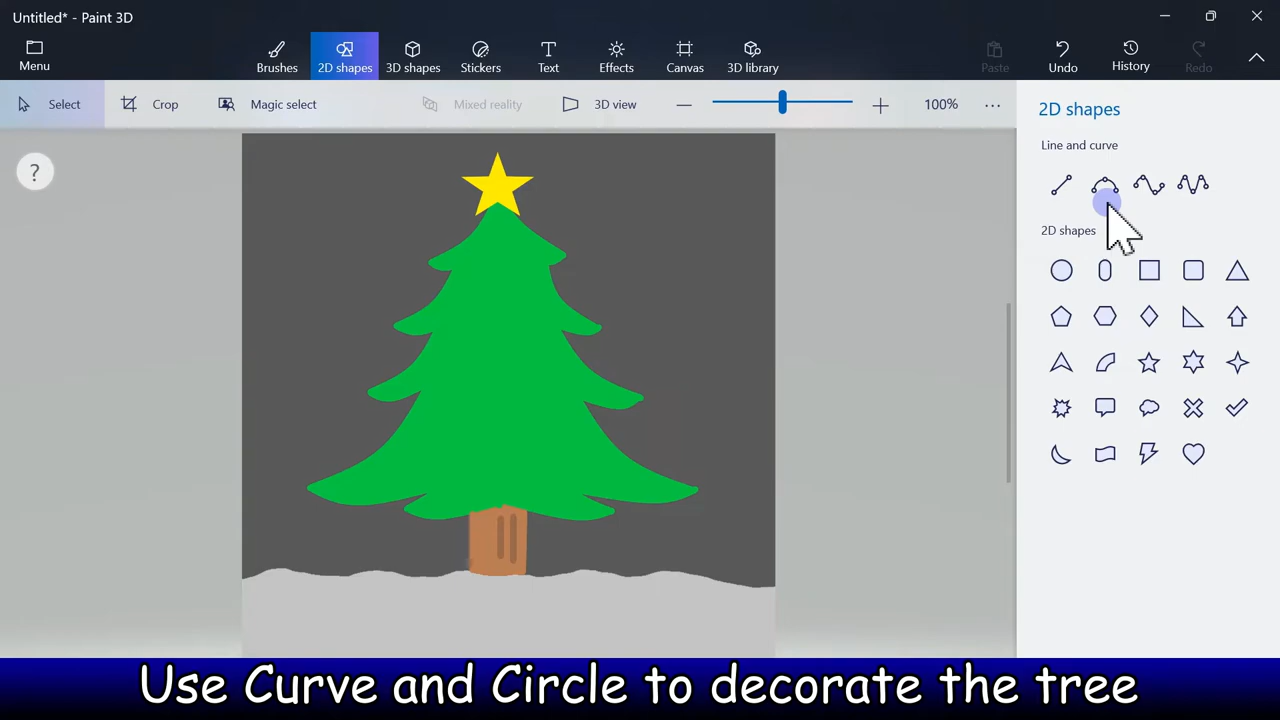 Untitled* - Paint 3D
Menu
Brushes
2D shapes
3D shapes
Stickers
Text
Effects
Canvas
3D library
Paste
Undo
History
Redo
Select
Crop
Magic select
Mixed reality
3D view
100%
?
2D shapes
Line and curve
2D shapes
Use Curve and Circle to decorate the tree